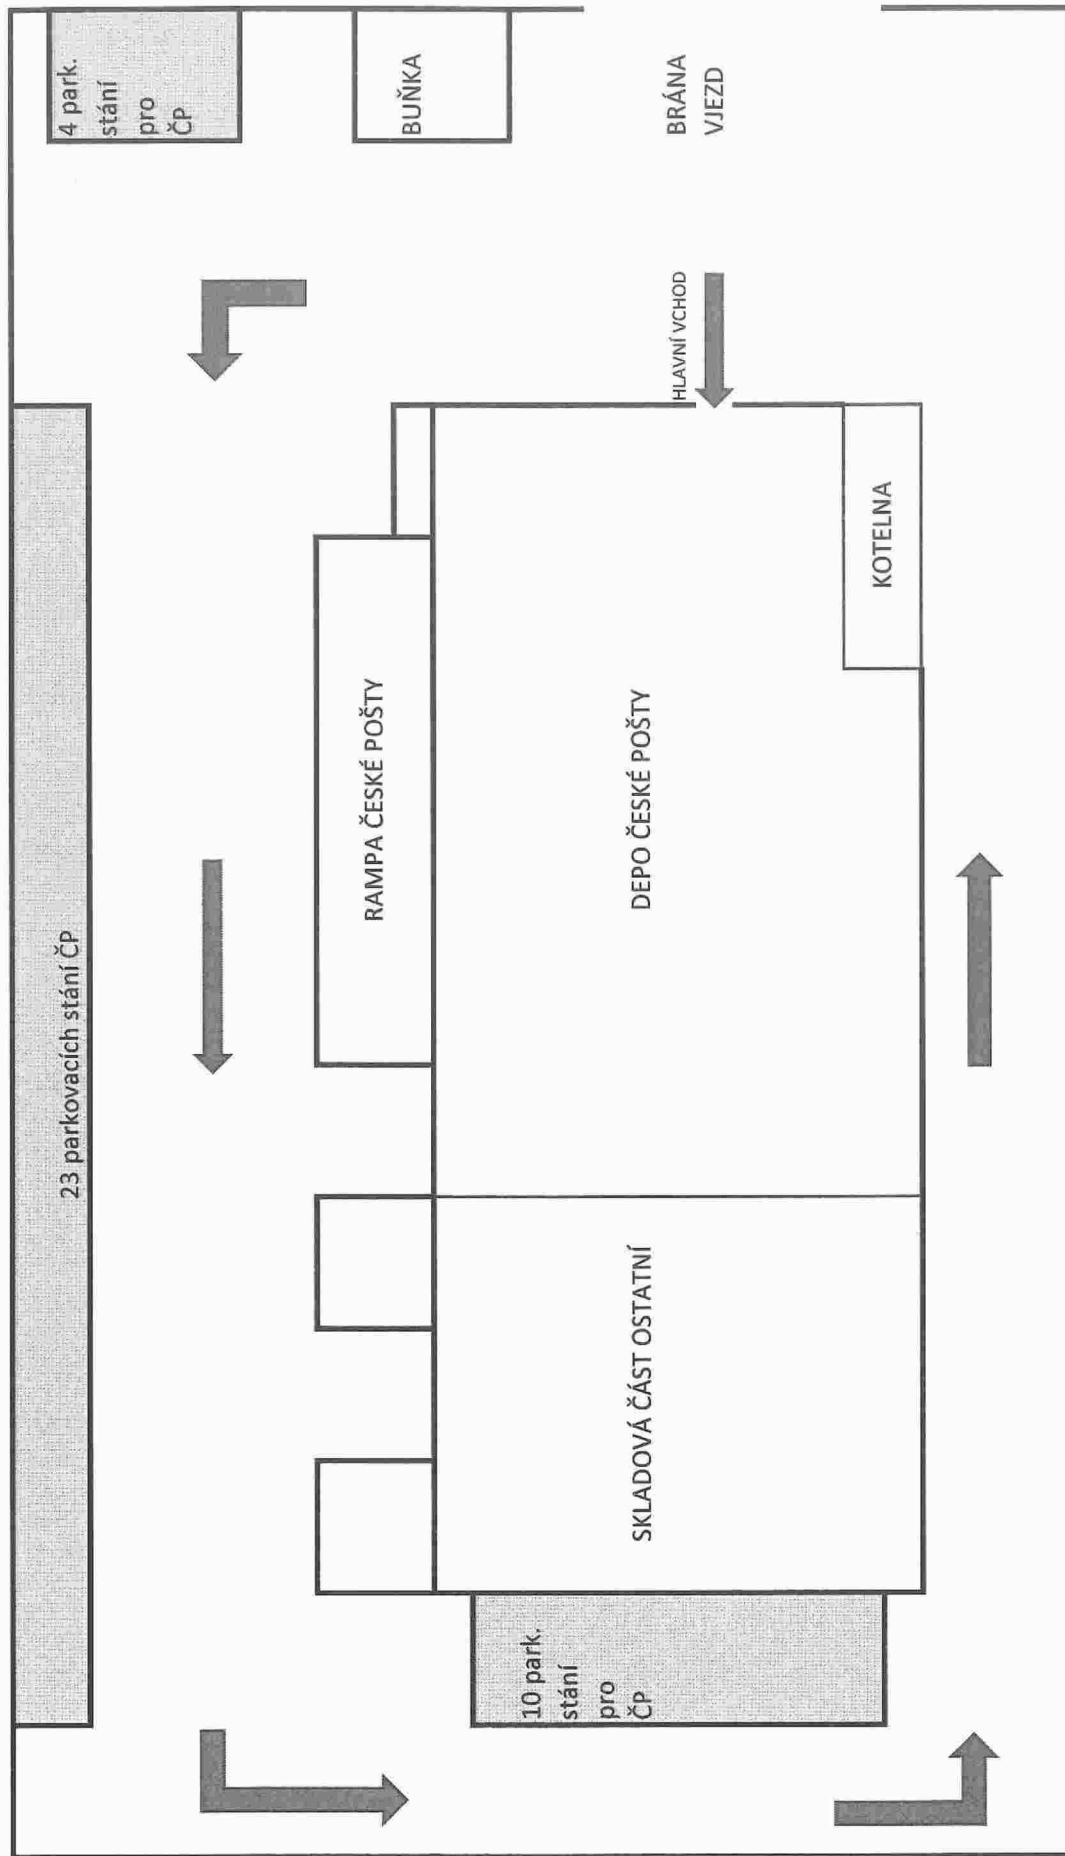 23 parkovacích stání ČP
4 park.
stání
pro
ČP
RAMPA ČESKÉ POŠTY
BUŇKA
10 park.
stání
pro
ČP
SKLADOVÁ ČÁST OSTATNÍ
DEPO ČESKÉ POŠTY
HLAVNÍ VCHOD
BRÁNA
VJEZD
KOTELNA